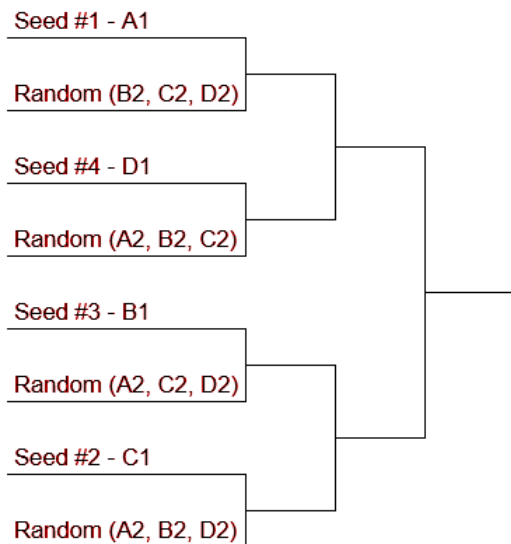 Seed #1 - A1
Random (B2, C2, D2)
Seed #4 - D1
Random (A2, B2, C2)
Seed #3 - B1
Random (A2, C2, D2)
Seed #2 - C1
Random (A2, B2, D2)